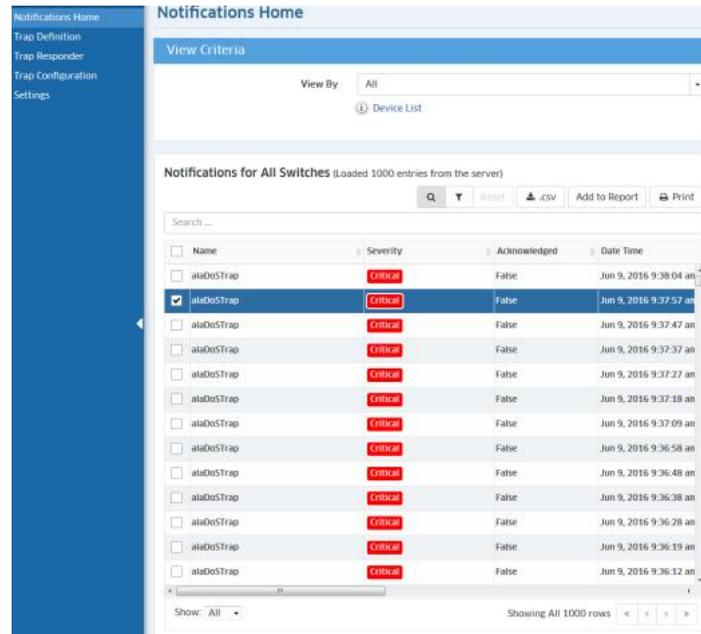 Notifications Home
Trap Definition
Trap Responder
Trap Configuration
Settings
Notifications Home
View Criteria
View By All
Device List
Notifications for All Switches (Loaded 1000 entries from the server)
Reset .csv Add to Report Print
Search ...
Name Severity Acknowledged Date Time
alaDoSTrap Critical False Jun 9, 2016 9:38:04 an
alaDoSTrap Critical False Jun 9, 2016 9:37:57 an
alaDoSTrap Critical False Jun 9, 2016 9:37:47 an
alaDoSTrap Critical False Jun 9, 2016 9:37:37 an
alaDoSTrap Critical False Jun 9, 2016 9:37:27 an
alaDoSTrap Critical False Jun 9, 2016 9:37:18 an
alaDoSTrap Critical False Jun 9, 2016 9:37:09 an
alaDoSTrap Critical False Jun 9, 2016 9:36:58 an
alaDoSTrap Critical False Jun 9, 2016 9:36:48 an
alaDoSTrap Critical False Jun 9, 2016 9:36:38 an
alaDoSTrap Critical False Jun 9, 2016 9:36:28 an
alaDoSTrap Critical False Jun 9, 2016 9:36:19 an
alaDoSTrap Critical False Jun 9, 2016 9:36:12 an
Show: All Showing All 1000 rows « < > »